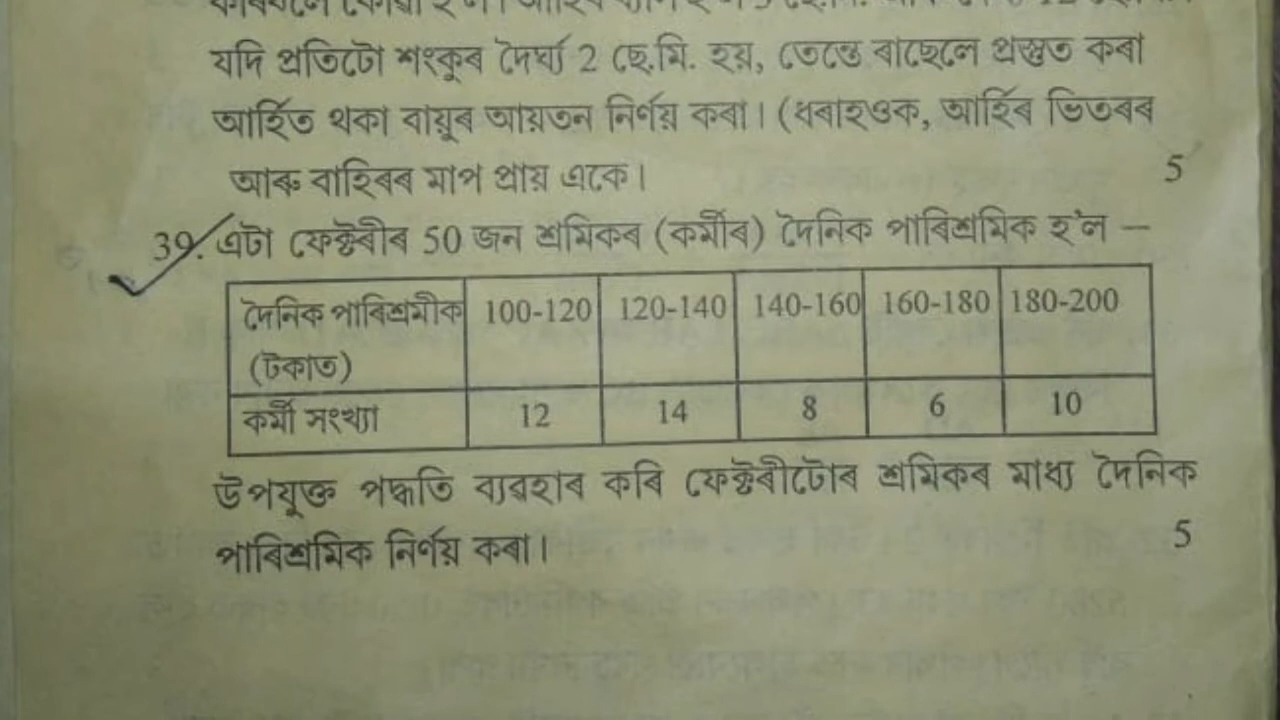 যদি প্ৰতিটো শংকুৰ দৈৰ্ঘ্য 2 ছে.মি. হয়, তেন্তে ৰাছেলে প্ৰস্তুত কৰা
আৰ্হিত থকা বায়ুৰ আয়তন নিৰ্ণয় কৰা। (ধৰাহওক, আৰ্হিৰ ভিতৰৰ
আৰু বাহিৰৰ মাপ প্ৰায় একে। 5
39. এটা ফেক্টৰীৰ 50 জন শ্ৰমিকৰ (কৰ্মীৰ) দৈনিক পাৰিশ্ৰমিক হ'ল —
দৈনিক পাৰিশ্ৰমীক 100-120 120-140 140-160 160-180 180-200
(টকাত)
কৰ্মী সংখ্যা 12 14 8 6 10
উপযুক্ত পদ্ধতি ব্যৱহাৰ কৰি ফেক্টৰীটোৰ শ্ৰমিকৰ মাধ্য দৈনিক
পাৰিশ্ৰমিক নিৰ্ণয় কৰা। 5